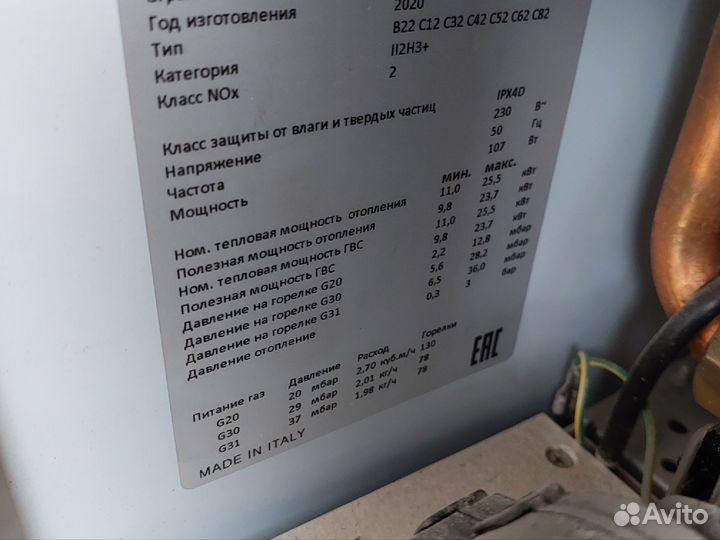 2020
Год изготовления
B22 C12 C32 C42 C52 C62 C82
Тип
II2H3+
Категория
2
Класс NOx
Класс защиты от влаги и твердых частиц IPX4D
Напряжение 230 В~
Частота 50 Гц
Мощность 107 Вт
мин. макс.
Ном. тепловая мощность отопления 11,0 25,5 кВт
Полезная мощность отопления 9,8 23,7 кВт
Ном. тепловая мощность ГВС 11,0 25,5 кВт
Полезная мощность ГВС 9,8 23,7 кВт
Давление на горелке G20 2,2 12,8 мбар
Давление на горелке G30 5,6 28,2 мбар
Давление на горелке G31 6,5 36,0 мбар
Давление отопление 0,3 3 бар
Питание газ Давление Расход Горелки
G20 20 мбар 2,70 куб.м/ч 130
G30 29 мбар 2,01 кг/ч 78
G31 37 мбар 1,98 кг/ч 78
MADE IN ITALY
EAC
Avito